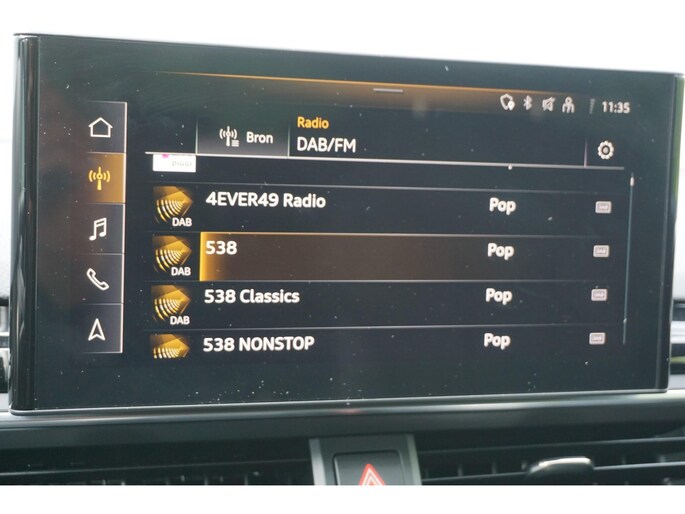 11:35
Bron
Radio
DAB/FM
4EVER49 Radio Pop
DAB
538 Pop
DAB
538 Classics Pop
DAB
538 NONSTOP Pop